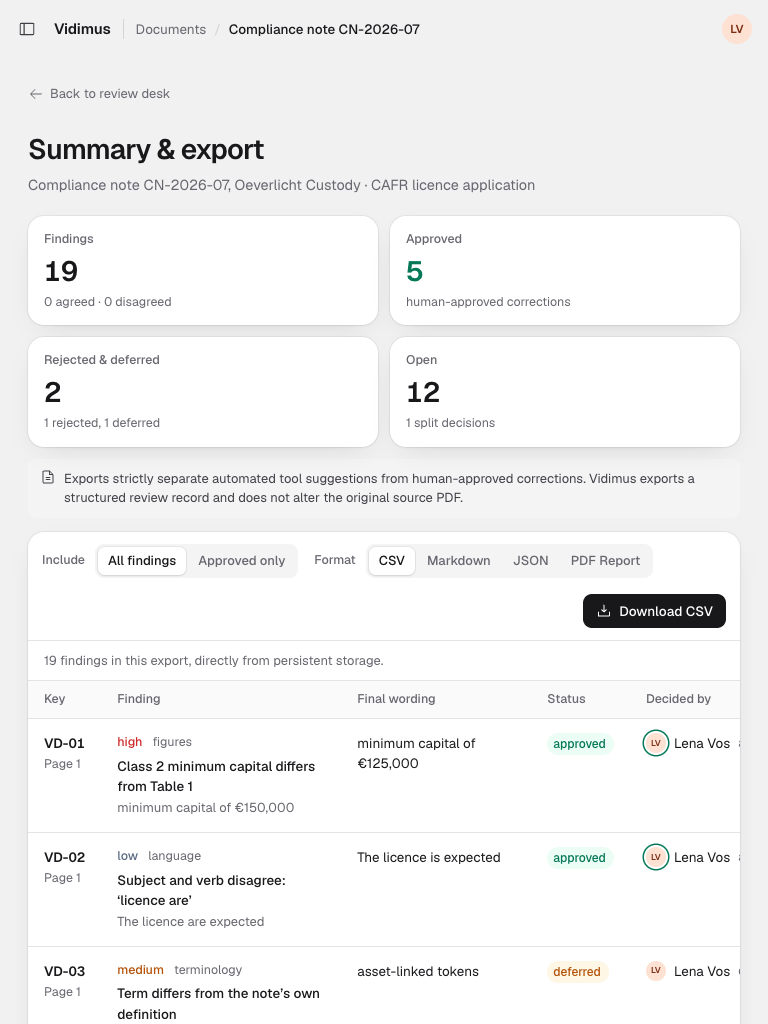 Vidimus
Documents / Compliance note CN-2026-07
LV
Back to review desk
Summary & export
Compliance note CN-2026-07, Oeverlicht Custody · CAFR licence application
Findings
19
0 agreed · 0 disagreed
Approved
5
human-approved corrections
Rejected & deferred
2
1 rejected, 1 deferred
Open
12
1 split decisions
Exports strictly separate automated tool suggestions from human-approved corrections. Vidimus exports a
structured review record and does not alter the original source PDF.
Include All findings Approved only Format CSV Markdown JSON PDF Report
Download CSV
19 findings in this export, directly from persistent storage.
Key Finding Final wording Status Decided by
VD-01
Page 1
high figures
Class 2 minimum capital differs
from Table 1
minimum capital of €150,000
minimum capital of
€125,000
approved
LV Lena Vos
VD-02
Page 1
low language
Subject and verb disagree:
‘licence are’
The licence are expected
The licence is expected
approved
LV Lena Vos
VD-03
Page 1
medium terminology
Term differs from the note’s own
definition
asset-linked tokens
deferred
LV Lena Vos